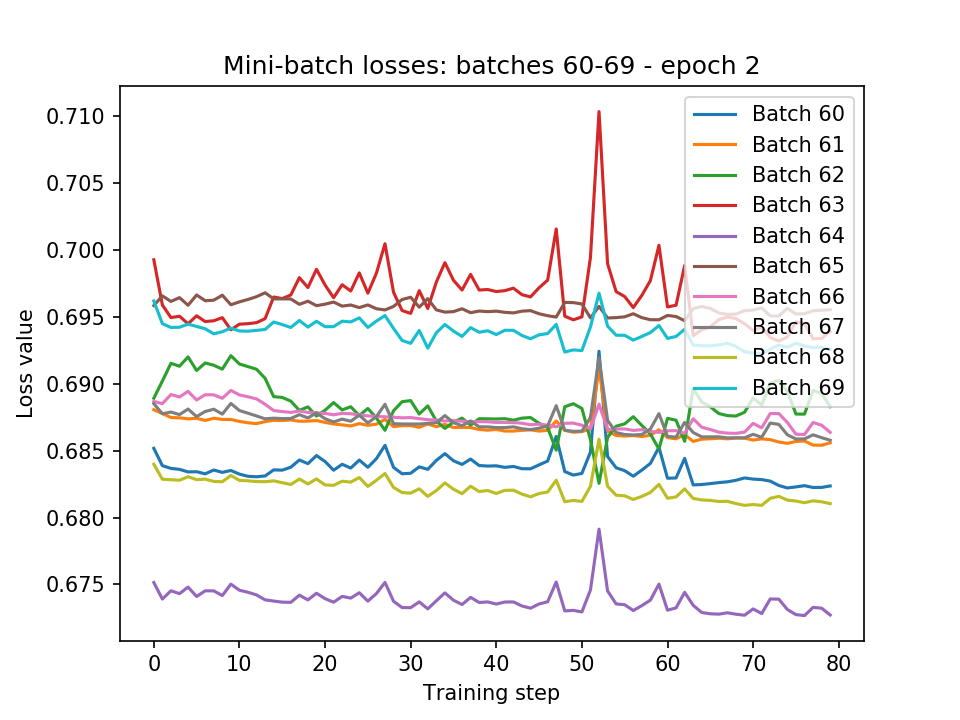 Mini-batch losses: batches 60-69 - epoch 2
Loss value
0.710
0.705
0.700
0.695
0.690
0.685
0.680
0.675
Batch 60
Batch 61
Batch 62
Batch 63
Batch 64
Batch 65
Batch 66
Batch 67
Batch 68
Batch 69
0 10 20 30 40 50 60 70 80
Training step